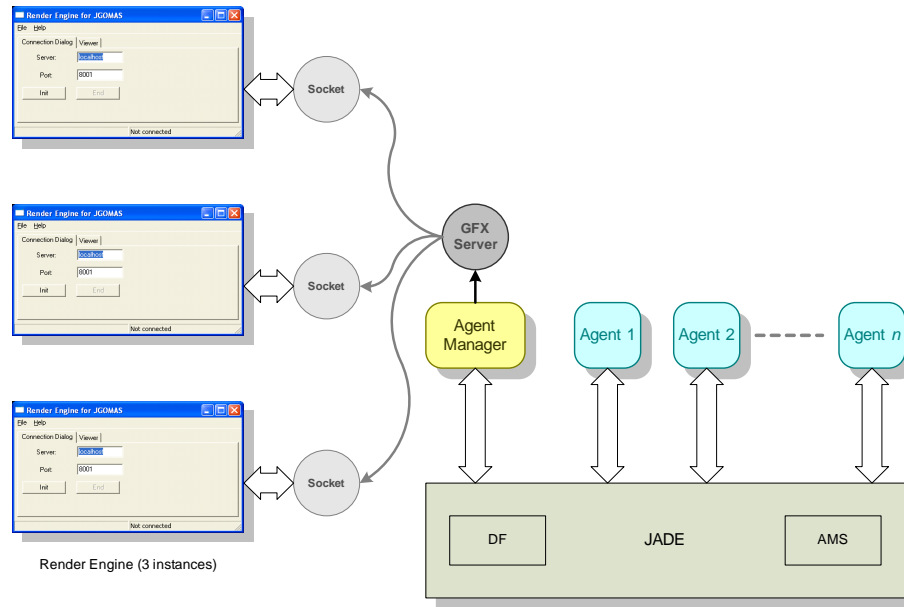 Render Engine for JGOMAS
File Help
Connection Dialog Viewer
Server: localhost
Port: 8001
Init End
Not connected
Socket
Render Engine for JGOMAS
File Help
Connection Dialog Viewer
Server: localhost
Port: 8001
Init End
Not connected
Socket
GFX
Server
Agent
Manager
Agent 1
Agent 2
Agent n
Render Engine for JGOMAS
File Help
Connection Dialog Viewer
Server: localhost
Port: 8001
Init End
Not connected
Socket
Render Engine (3 instances)
DF
JADE
AMS